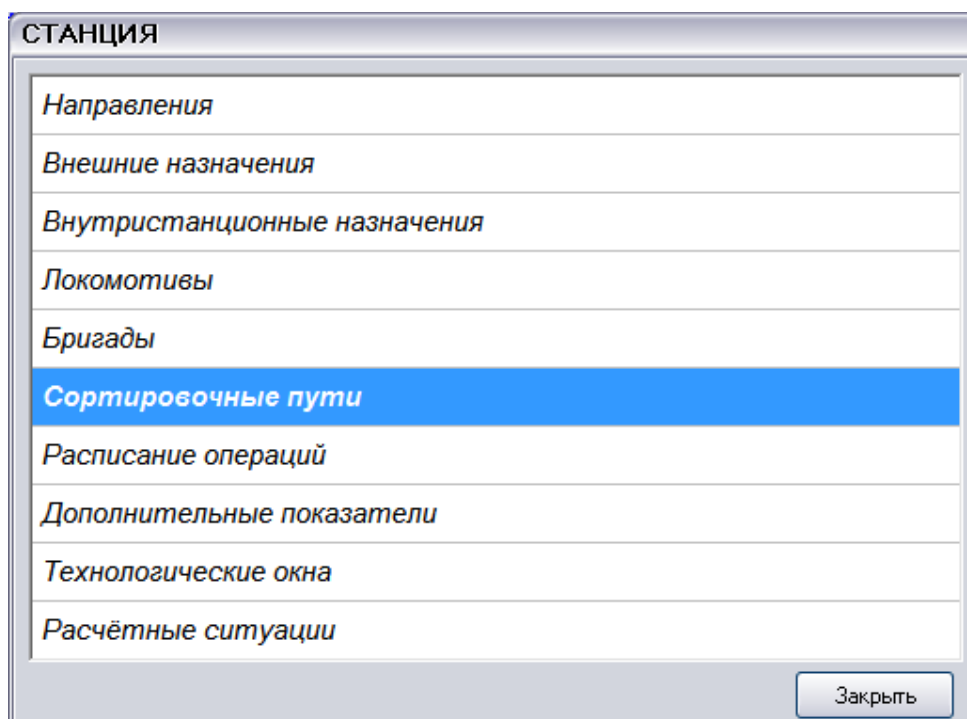 СТАНЦИЯ
Направления
Внешние назначения
Внутристанционные назначения
Локомотивы
Бригады
Сортировочные пути
Расписание операций
Дополнительные показатели
Технологические окна
Расчётные ситуации
Закрыть